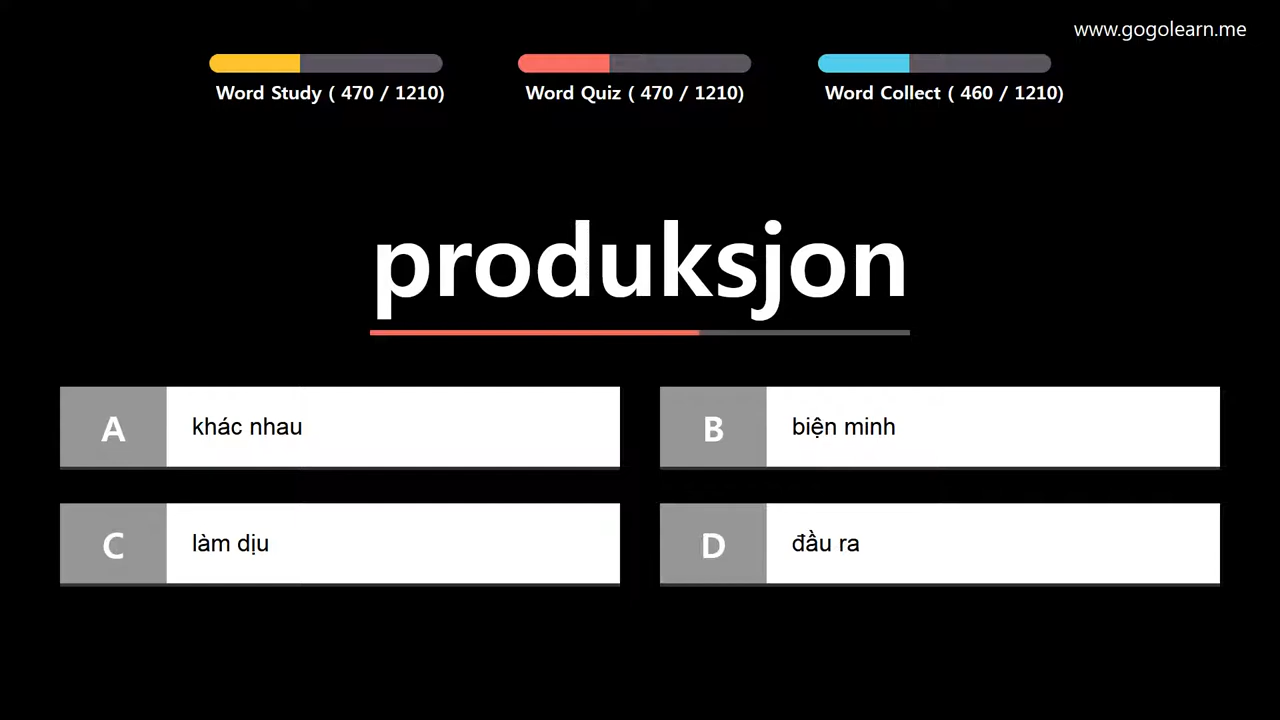 www.gogolearn.me
Word Study ( 470 / 1210)
Word Quiz ( 470 / 1210)
Word Collect ( 460 / 1210)
produksjon
A khác nhau
B biện minh
C làm dịu
D đầu ra